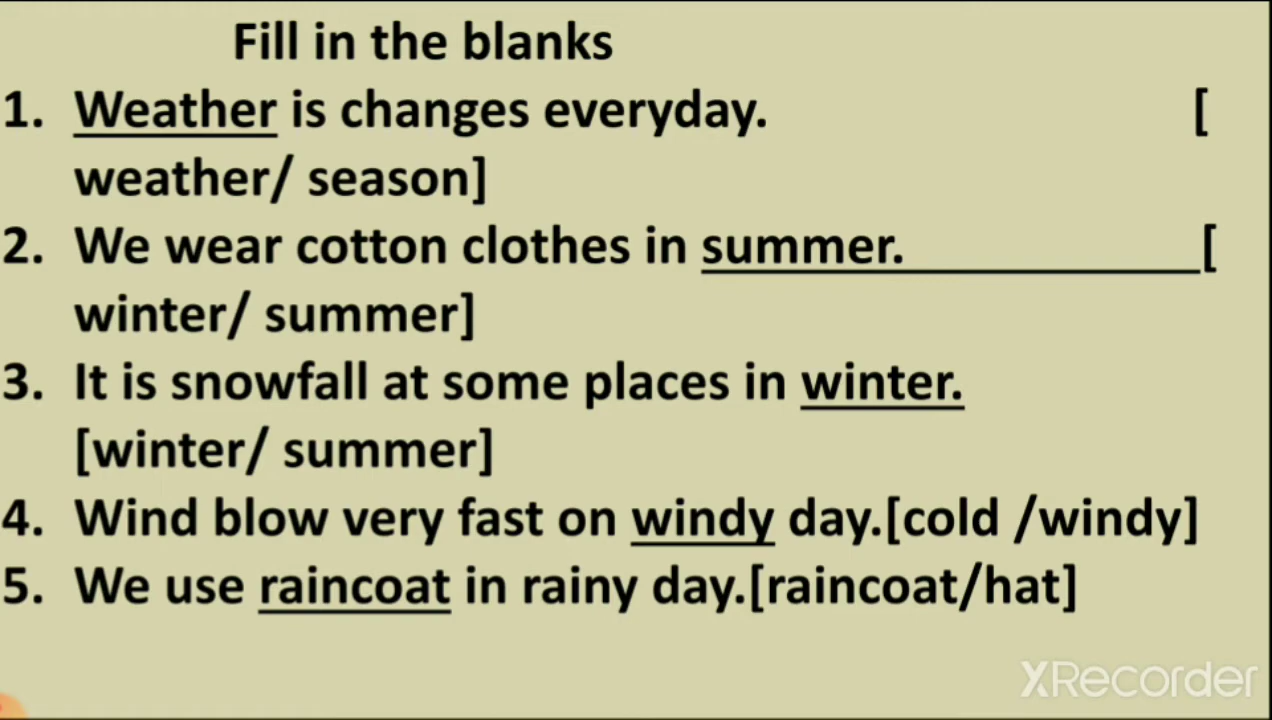 Fill in the blanks
1. Weather is changes everyday. [
weather/ season]
2. We wear cotton clothes in summer. [
winter/ summer]
3. It is snowfall at some places in winter.
[winter/ summer]
4. Wind blow very fast on windy day.[cold /windy]
5. We use raincoat in rainy day.[raincoat/hat]
XRecorder